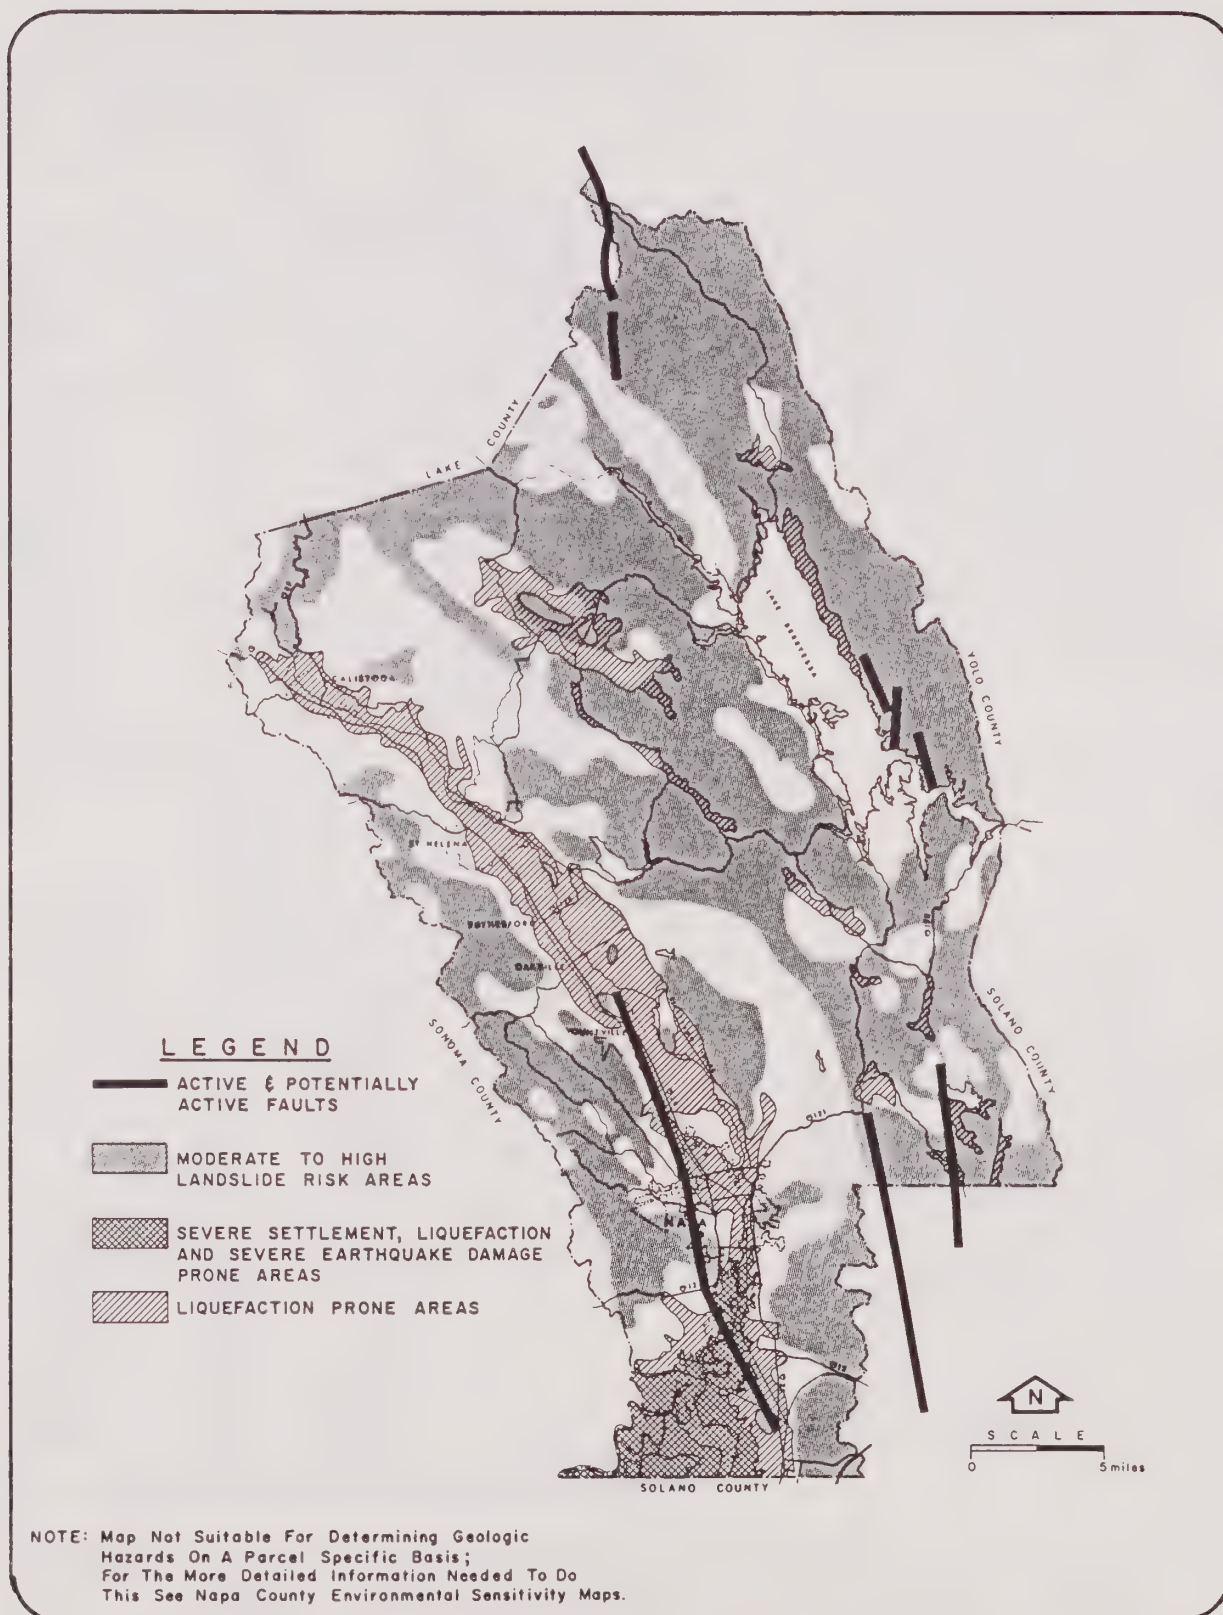 LAKE COUNTY
LAKE BERRYESSA
YOLO COUNTY
CALISTOGA
ST HELENA
SOLANO COUNTY
SONOMA COUNTY
NAPA
121
LEGEND
ACTIVE & POTENTIALLY
ACTIVE FAULTS
MODERATE TO HIGH
LANDSLIDE RISK AREAS
SEVERE SETTLEMENT, LIQUEFACTION
AND SEVERE EARTHQUAKE DAMAGE
PRONE AREAS
LIQUEFACTION PRONE AREAS
N
SCALE
0 5 miles
SOLANO COUNTY
NOTE: Map Not Suitable For Determining Geologic
Hazards On A Parcel Specific Basis;
For The More Detailed Information Needed To Do
This See Napa County Environmental Sensitivity Maps.